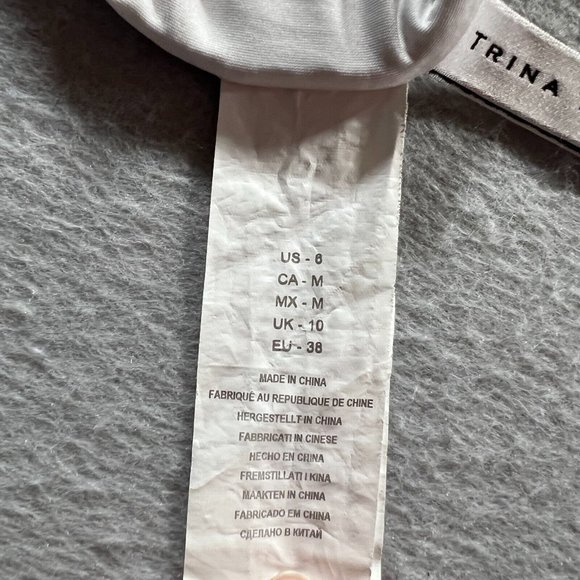 TRINA
US - 6
CA - M
MX - M
UK - 10
EU - 38
MADE IN CHINA
FABRIQUÉ AU REPUBLIQUE DE CHINE
HERGESTELLT IN CHINA
FABBRICATI IN CINESE
HECHO EN CHINA
FREMSTILLATI I KINA
MAAKTEN IN CHINA
FABRICADO EM CHINA
СДЕЛАНО В КИТАЙ